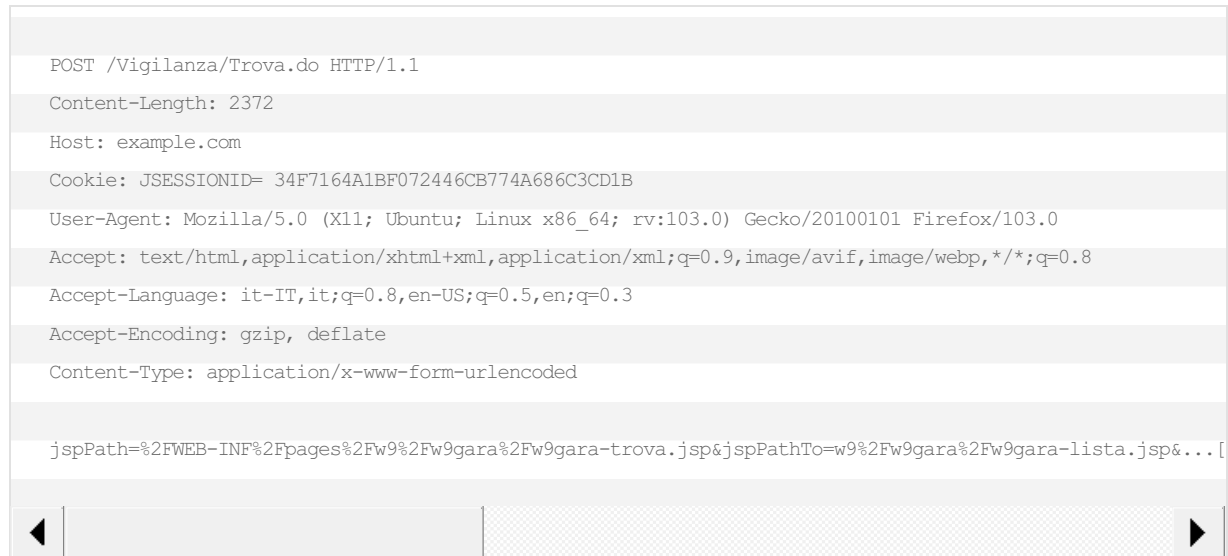 POST /Vigilanza/Trova.do HTTP/1.1
Content-Length: 2372
Host: example.com
Cookie: JSESSIONID= 34F7164A1BF072446CB774A686C3CD1B
User-Agent: Mozilla/5.0 (X11; Ubuntu; Linux x86_64; rv:103.0) Gecko/20100101 Firefox/103.0
Accept: text/html,application/xhtml+xml,application/xml;q=0.9,image/avif,image/webp,*/*;q=0.8
Accept-Language: it-IT,it;q=0.8,en-US;q=0.5,en;q=0.3
Accept-Encoding: gzip, deflate
Content-Type: application/x-www-form-urlencoded
jspPath=%2FWEB-INF%2Fpages%2Fw9%2Fw9gara%2Fw9gara-trova.jsp&jspPathTo=w9%2Fw9gara%2Fw9gara-lista.jsp&...[